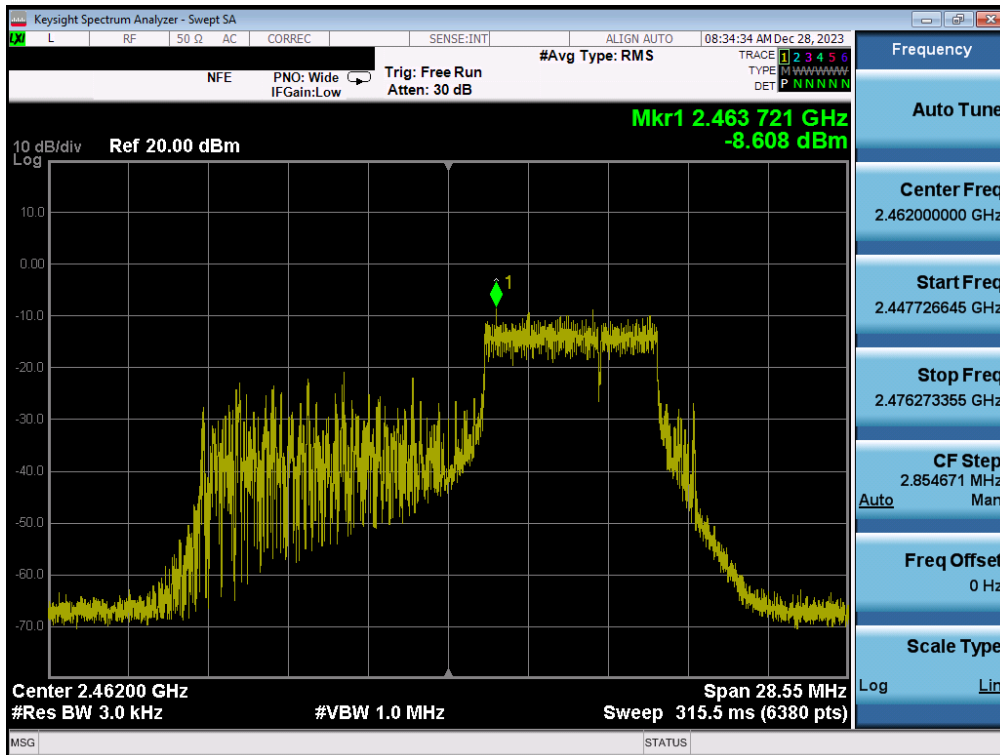 Keysight Spectrum Analyzer - Swept SA
LXI L RF 50 Ω AC CORREC SENSE:INT ALIGN AUTO 08:34:34 AM Dec 28, 2023
NFE PNO: Wide IFGain:Low Trig: Free Run Atten: 30 dB #Avg Type: RMS
TRACE 1 2 3 4 5 6
TYPE M WWWWW
DET P N N N N N
Mkr1 2.463 721 GHz
-8.608 dBm
10 dB/div Ref 20.00 dBm
Log
1
10.0
0.00
-10.0
-20.0
-30.0
-40.0
-50.0
-60.0
-70.0
Center 2.46200 GHz Span 28.55 MHz
#Res BW 3.0 kHz #VBW 1.0 MHz Sweep 315.5 ms (6380 pts)
MSG STATUS
Frequency
Auto Tune
Center Freq
2.462000000 GHz
Start Freq
2.447726645 GHz
Stop Freq
2.476273355 GHz
CF Step
2.854671 MHz
Auto Man
Freq Offset
0 Hz
Scale Type
Log Lin